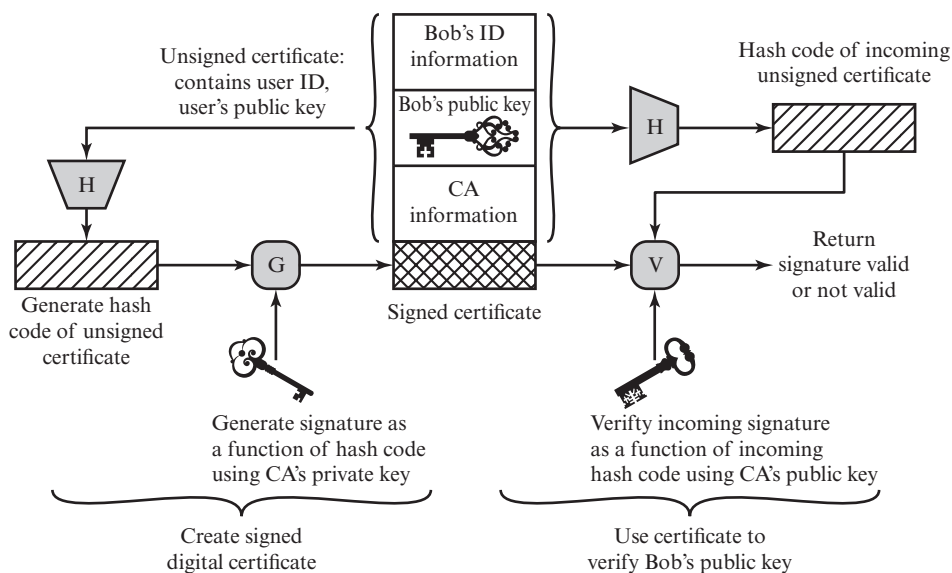 Unsigned certificate:
contains user ID,
user's public key
Bob's ID
information
Bob's public key
CA
information
Hash code of incoming
unsigned certificate
H
H
G
V
Generate hash
code of unsigned
certificate
Signed certificate
Return
signature valid
or not valid
Generate signature as
a function of hash code
using CA's private key
Verifty incoming signature
as a function of incoming
hash code using CA's public key
Create signed
digital certificate
Use certificate to
verify Bob's public key